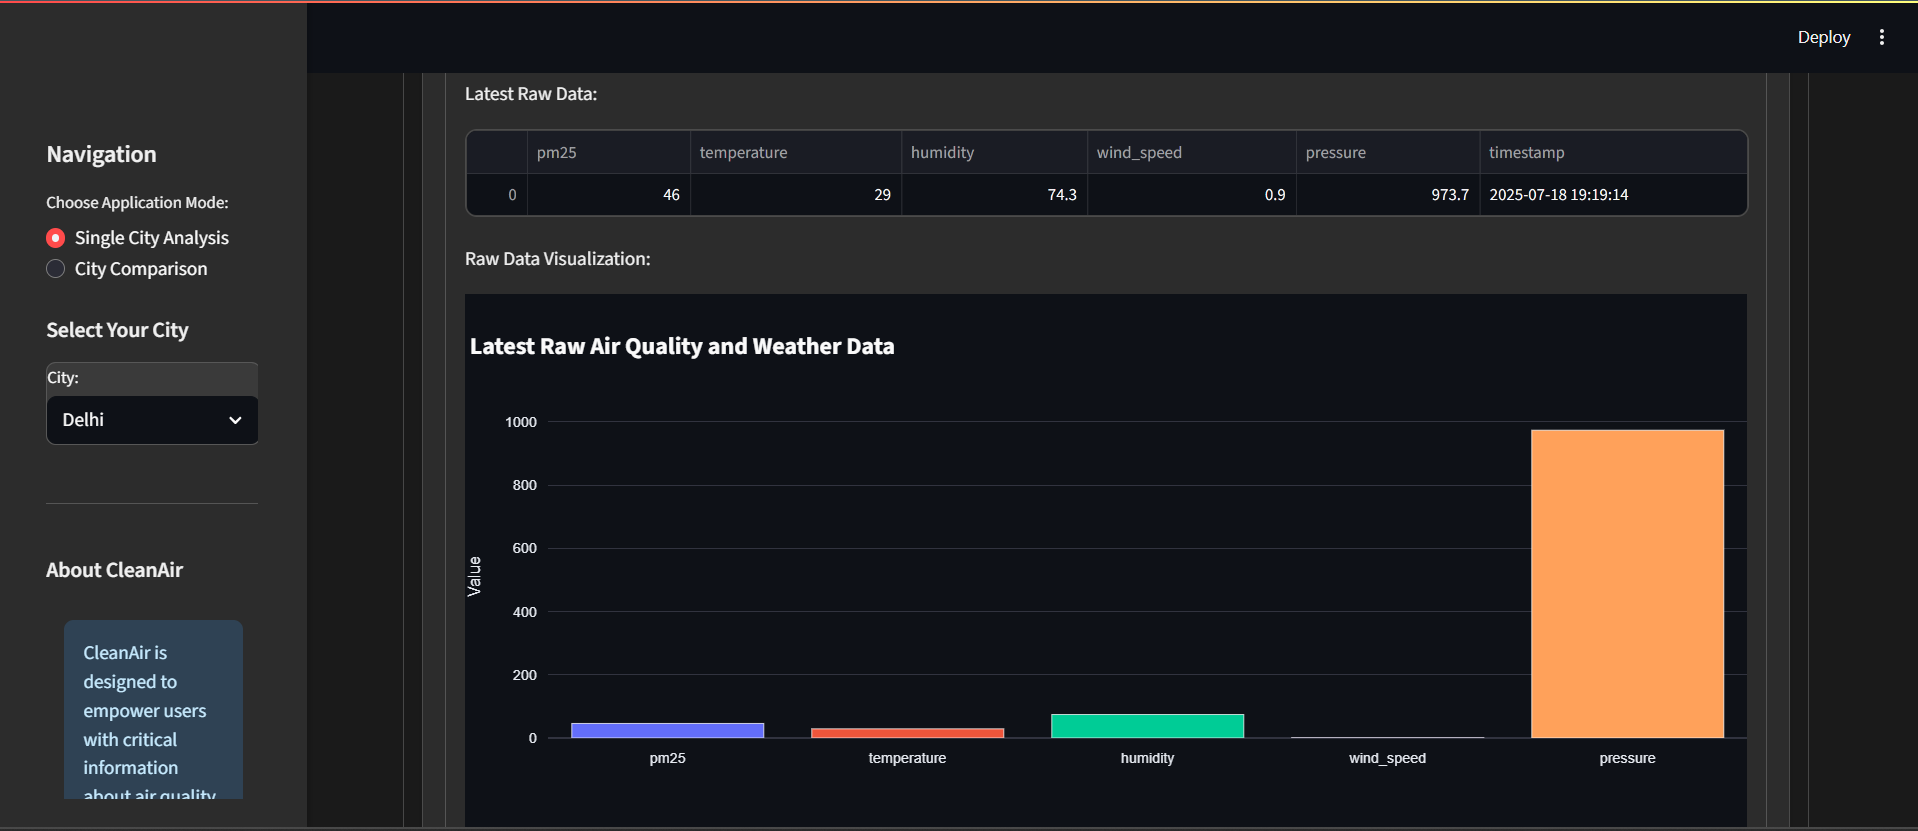 Deploy
Navigation
Choose Application Mode:
Single City Analysis
City Comparison
Select Your City
City:
Delhi
About CleanAir
CleanAir is
designed to
empower users
with critical
information
about air quality
Latest Raw Data:
pm25 temperature humidity wind_speed pressure timestamp
0 46 29 74.3 0.9 973.7 2025-07-18 19:19:14
Raw Data Visualization:
Latest Raw Air Quality and Weather Data
1000
800
600
400
200
0
Value
pm25 temperature humidity wind_speed pressure